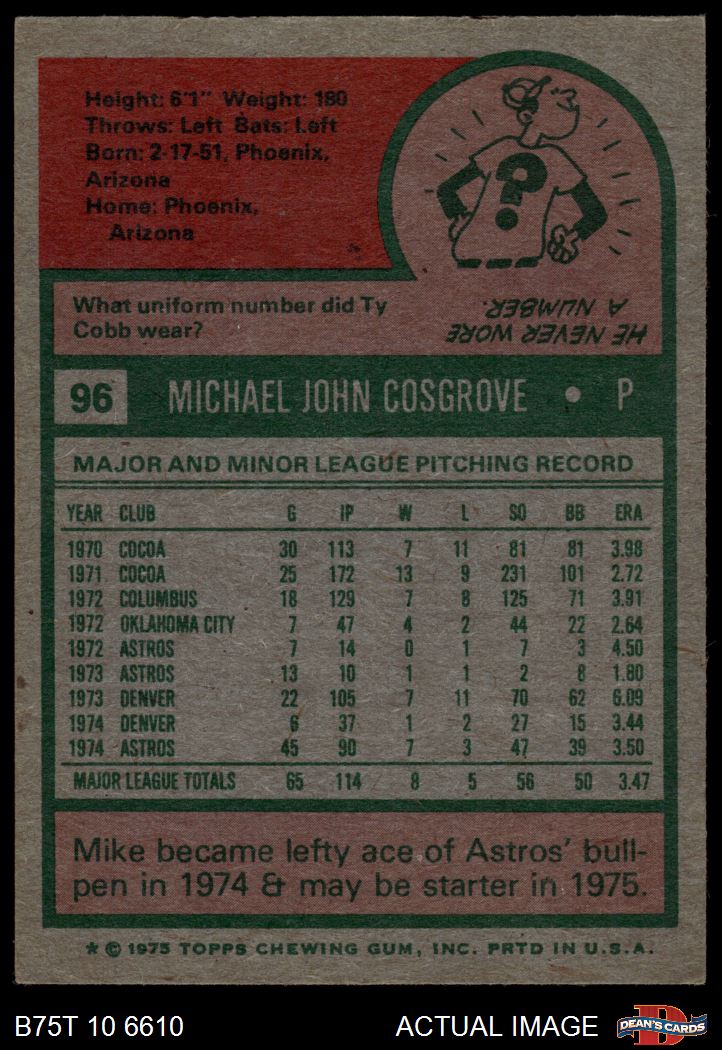 Height: 6'1" Weight: 180
Throws: Left Bats: Left
Born: 2-17-51, Phoenix,
Arizona
Home: Phoenix,
Arizona
?
What uniform number did Ty
Cobb wear?
HE NEVER WORE
A NUMBER.
96 MICHAEL JOHN COSGROVE • P
MAJOR AND MINOR LEAGUE PITCHING RECORD
YEAR CLUB G IP W L SO BB ERA
1970 COCOA 30 113 7 11 81 81 3.98
1971 COCOA 25 172 13 9 231 101 2.72
1972 COLUMBUS 18 129 7 8 125 71 3.91
1972 OKLAHOMA CITY 7 47 4 2 44 22 2.64
1972 ASTROS 7 14 0 1 7 3 4.50
1973 ASTROS 13 10 1 1 2 8 1.80
1973 DENVER 22 105 7 11 70 62 6.09
1974 DENVER 6 37 1 2 27 15 3.44
1974 ASTROS 45 90 7 3 47 39 3.50
MAJOR LEAGUE TOTALS 65 114 8 5 56 50 3.47
Mike became lefty ace of Astros' bull-
pen in 1974 & may be starter in 1975.
* © 1975 TOPPS CHEWING GUM, INC. PRTD IN U.S.A.
B75T 10 6610 ACTUAL IMAGE DEAN'S CARDS